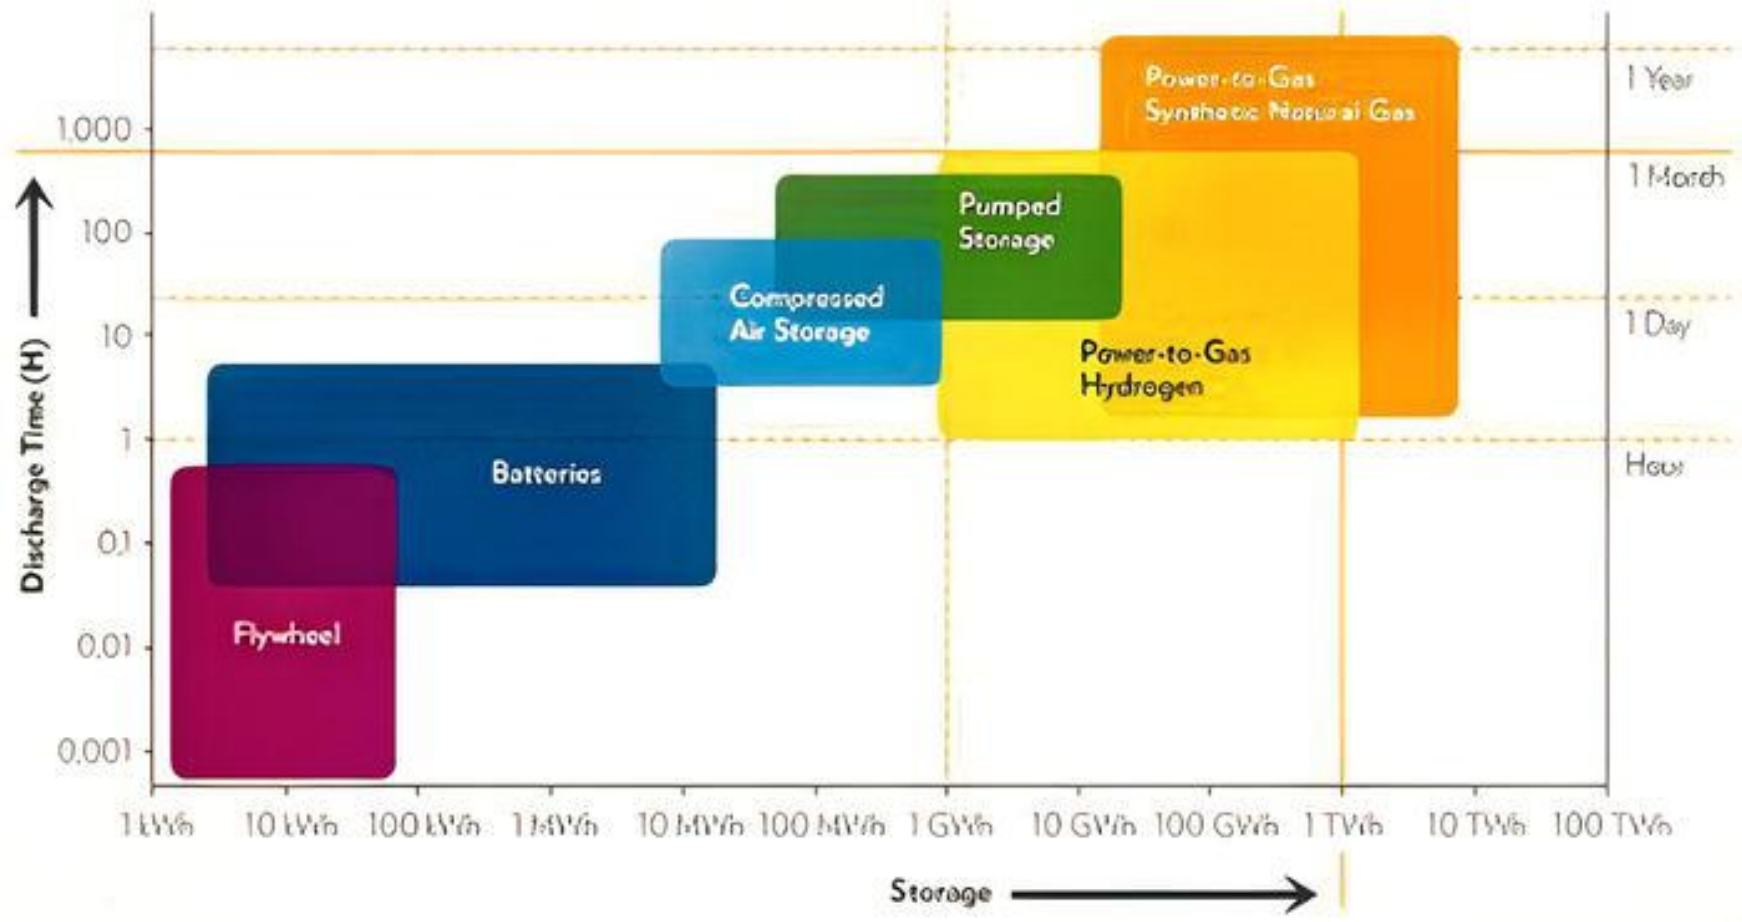 Power-to-Gas
Synthetic Natural Gas
1 Year
1,000
1 Month
Pumped
Storage
100
Compressed
Air Storage
1 Day
10
Power-to-Gas
Hydrogen
Discharge Time (H)
1
Hour
Batteries
0.1
Flywheel
0.01
0.001
1 kWh 10 kWh 100 kWh 1 MWh 10 MWh 100 MWh 1 GWh 10 GWh 100 GWh 1 TWh 10 TWh 100 TWh
Storage